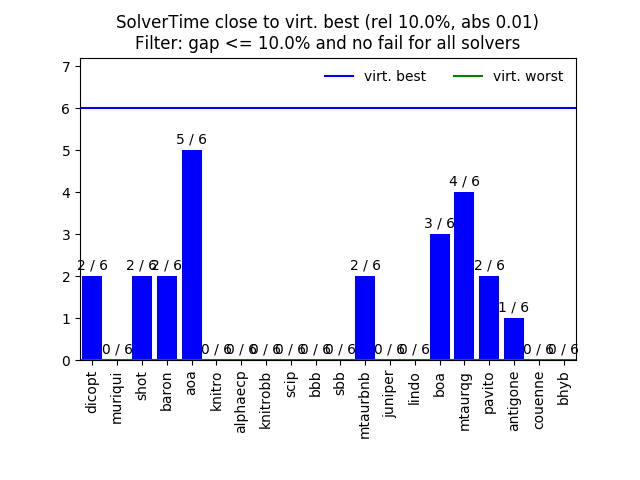 SolverTime close to virt. best (rel 10.0%, abs 0.01)
Filter: gap <= 10.0% and no fail for all solvers
virt. best
virt. worst
7
6
5
4
3
2
1
0
2 / 6
0 / 6
2 / 6
2 / 6
5 / 6
0 / 6
0 / 6
0 / 6
0 / 6
0 / 6
0 / 6
2 / 6
0 / 6
0 / 6
3 / 6
4 / 6
2 / 6
1 / 6
0 / 6
0 / 6
dicopt
muriqui
shot
baron
aoa
knitro
alphaecp
knitrobb
scip
bbb
sbb
mtaurbnb
juniper
lindo
boa
mtaurqg
pavito
antigone
couenne
bhyb